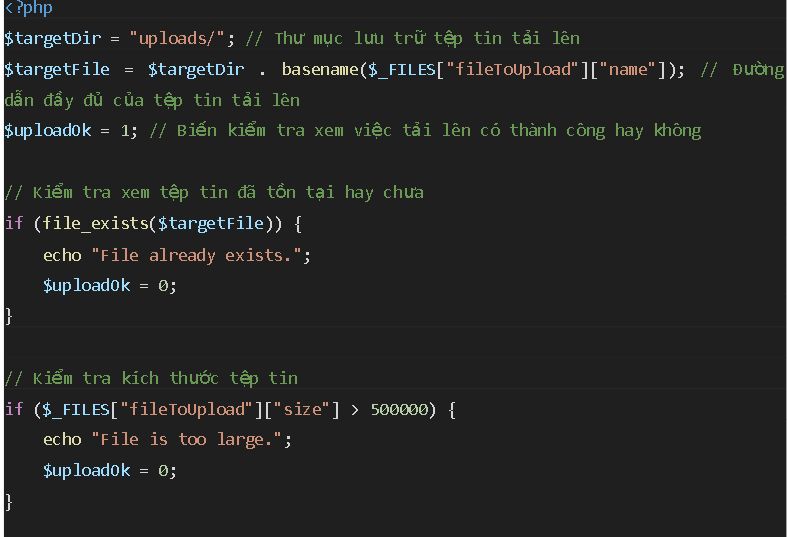 <?php
$targetDir = "uploads/"; // Thư mục lưu trữ tệp tin tải lên
$targetFile = $targetDir . basename($_FILES["fileToUpload"]["name"]); // Đường
dẫn đầy đủ của tệp tin tải lên
$uploadOk = 1; // Biến kiểm tra xem việc tải lên có thành công hay không
// Kiểm tra xem tệp tin đã tồn tại hay chưa
if (file_exists($targetFile)) {
echo "File already exists.";
$uploadOk = 0;
}
// Kiểm tra kích thước tệp tin
if ($_FILES["fileToUpload"]["size"] > 500000) {
echo "File is too large.";
$uploadOk = 0;
}